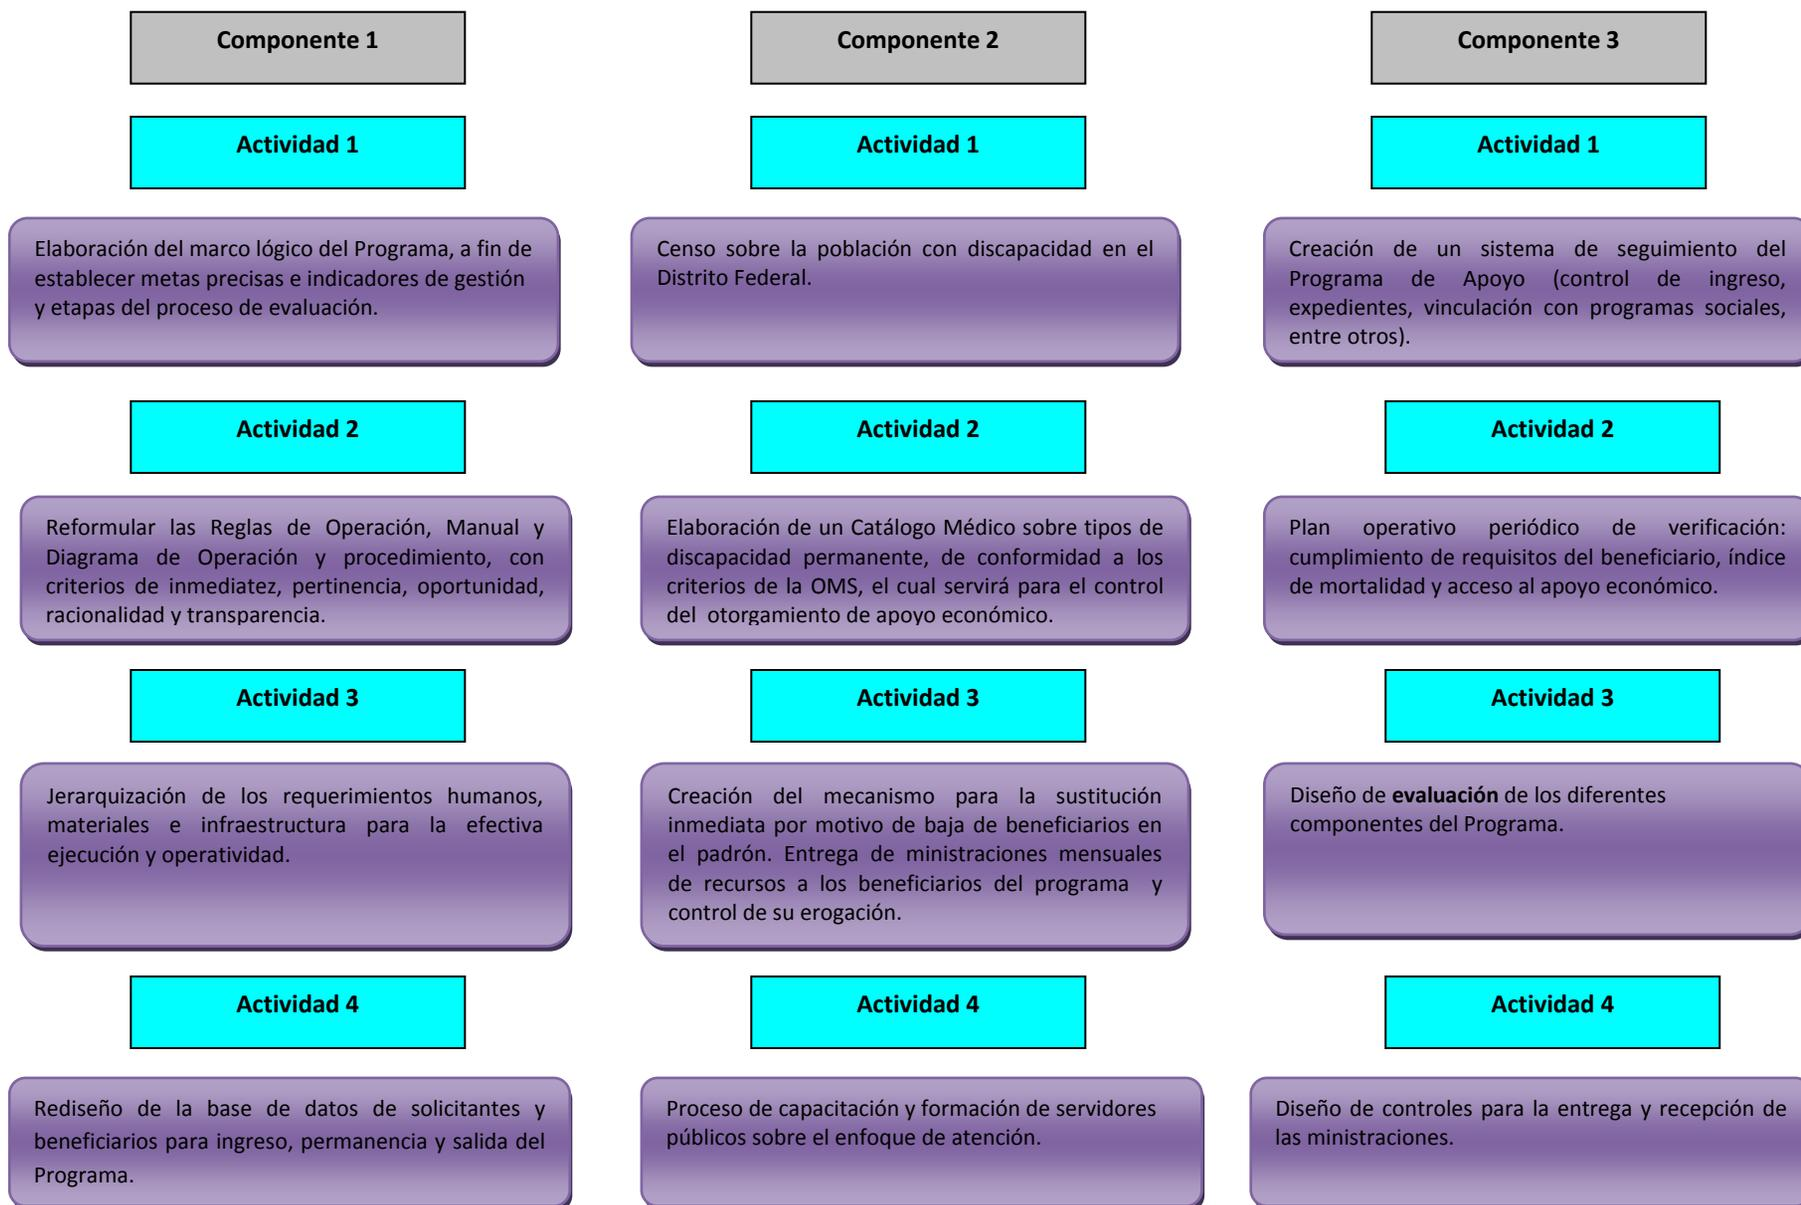 Componente 1
Componente 2
Componente 3
Actividad 1
Actividad 1
Actividad 1
Elaboración del marco lógico del Programa, a fin de
establecer metas precisas e indicadores de gestión
y etapas del proceso de evaluación.
Censo sobre la población con discapacidad en el
Distrito Federal.
Creación de un sistema de seguimiento del
Programa de Apoyo (control de ingreso,
expedientes, vinculación con programas sociales,
entre otros).
Actividad 2
Actividad 2
Actividad 2
Reformular las Reglas de Operación, Manual y
Diagrama de Operación y procedimiento, con
criterios de inmediatez, pertinencia, oportunidad,
racionalidad y transparencia.
Elaboración de un Catálogo Médico sobre tipos de
discapacidad permanente, de conformidad a los
criterios de la OMS, el cual servirá para el control
del otorgamiento de apoyo económico.
Plan operativo periódico de verificación:
cumplimiento de requisitos del beneficiario, índice
de mortalidad y acceso al apoyo económico.
Actividad 3
Actividad 3
Actividad 3
Jerarquización de los requerimientos humanos,
materiales e infraestructura para la efectiva
ejecución y operatividad.
Creación del mecanismo para la sustitución
inmediata por motivo de baja de beneficiarios en
el padrón. Entrega de ministraciones mensuales
de recursos a los beneficiarios del programa y
control de su erogación.
Diseño de evaluación de los diferentes
componentes del Programa.
Actividad 4
Actividad 4
Actividad 4
Rediseño de la base de datos de solicitantes y
beneficiarios para ingreso, permanencia y salida del
Programa.
Proceso de capacitación y formación de servidores
públicos sobre el enfoque de atención.
Diseño de controles para la entrega y recepción de
las ministraciones.